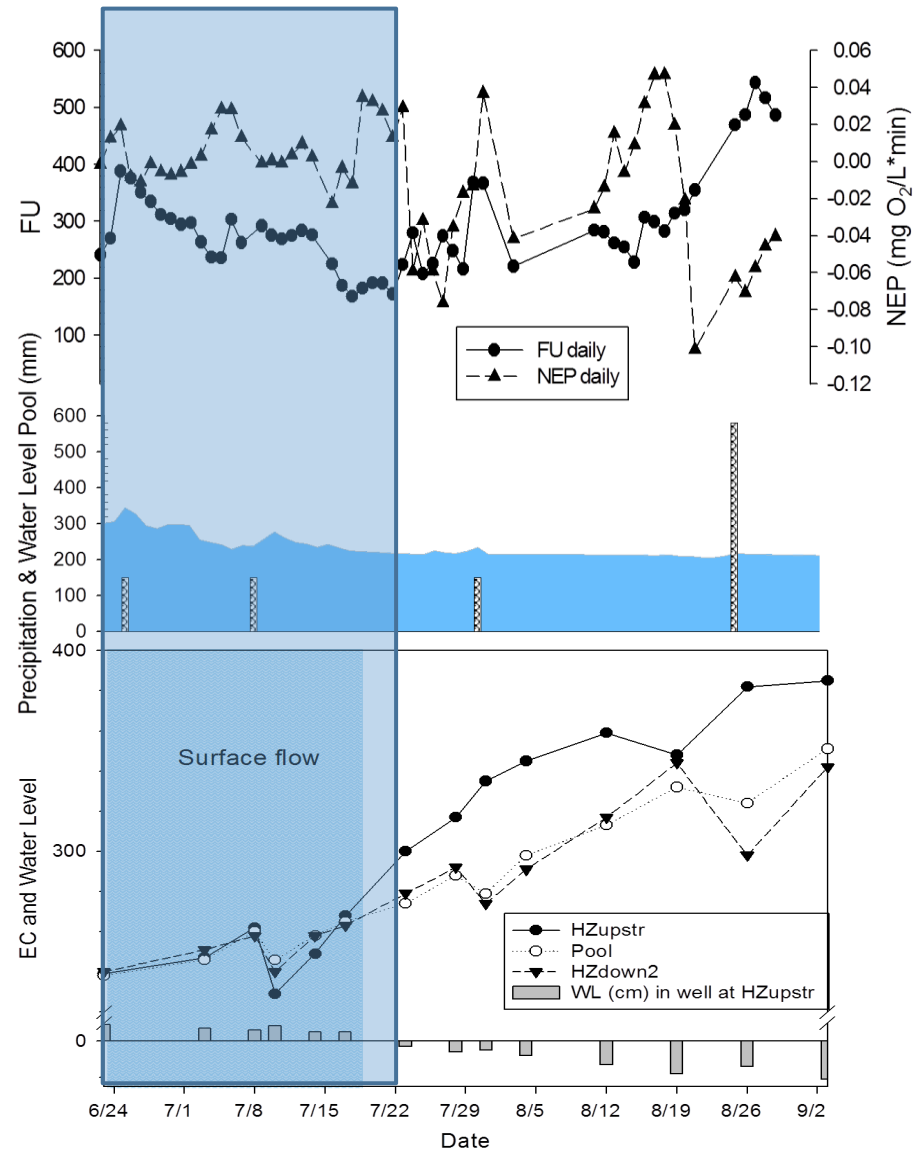 600
500
400
300
200
100
FU
0.06
0.04
0.02
0.00
-0.02
-0.04
-0.06
-0.08
-0.10
-0.12
NEP (mg O2/L*min)
FU daily
NEP daily
Precipitation & Water Level Pool (mm)
600
500
400
300
200
100
0
EC and Water Level
400
300
0
Surface flow
HZupstr
Pool
HZdown2
WL (cm) in well at HZupstr
6/24 7/1 7/8 7/15 7/22 7/29 8/5 8/12 8/19 8/26 9/2
Date